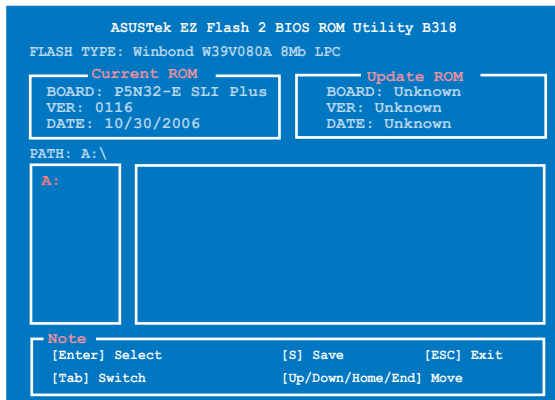 ASUSTek EZ Flash 2 BIOS ROM Utility B318
FLASH TYPE: Winbond W39V080A 8Mb LPC
Current ROM
BOARD: P5N32-E SLI Plus
VER: 0116
DATE: 10/30/2006
Update ROM
BOARD: Unknown
VER: Unknown
DATE: Unknown
PATH: A:\
A:
Note
[Enter] Select [S] Save [ESC] Exit
[Tab] Switch [Up/Down/Home/End] Move